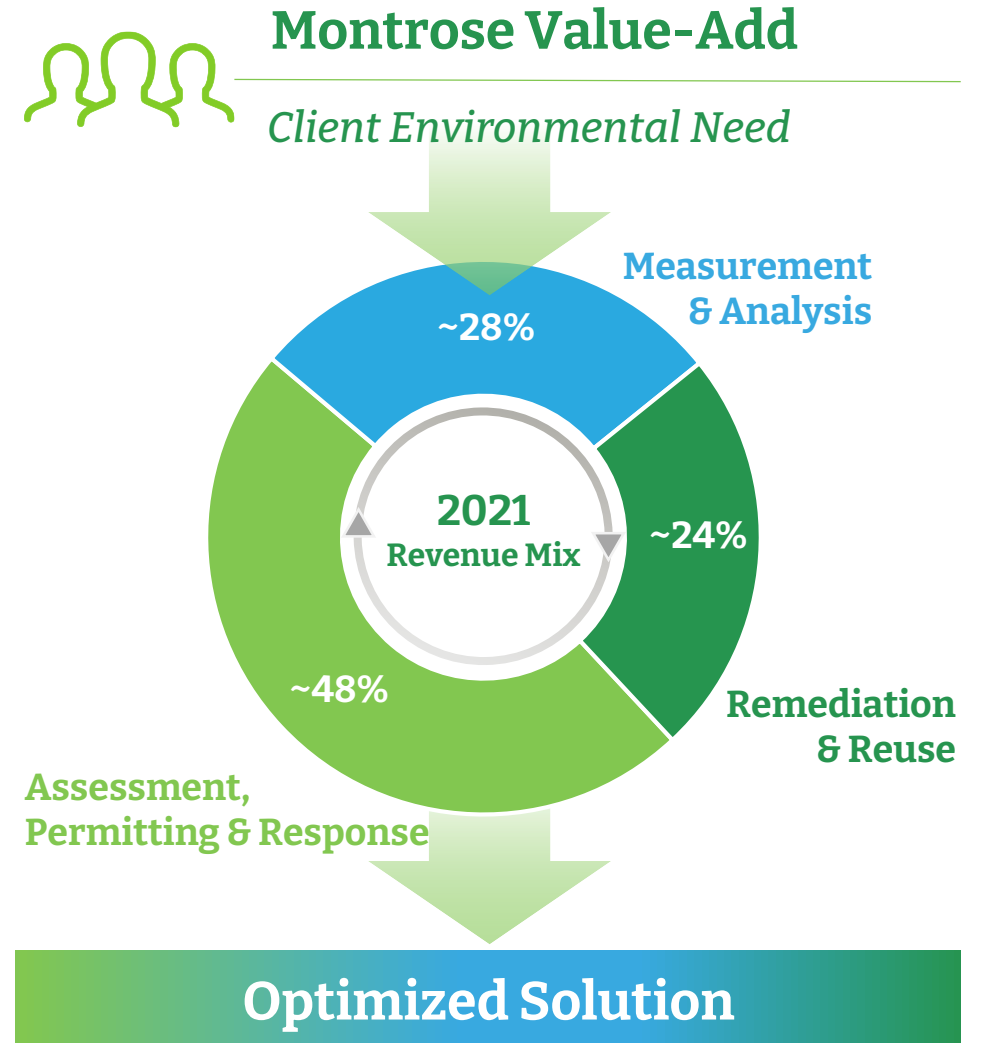 Montrose Value-Add
Client Environmental Need
Measurement
& Analysis
~28%
2021
Revenue Mix
~24%
~48%
Remediation
& Reuse
Assessment,
Permitting & Response
Optimized Solution